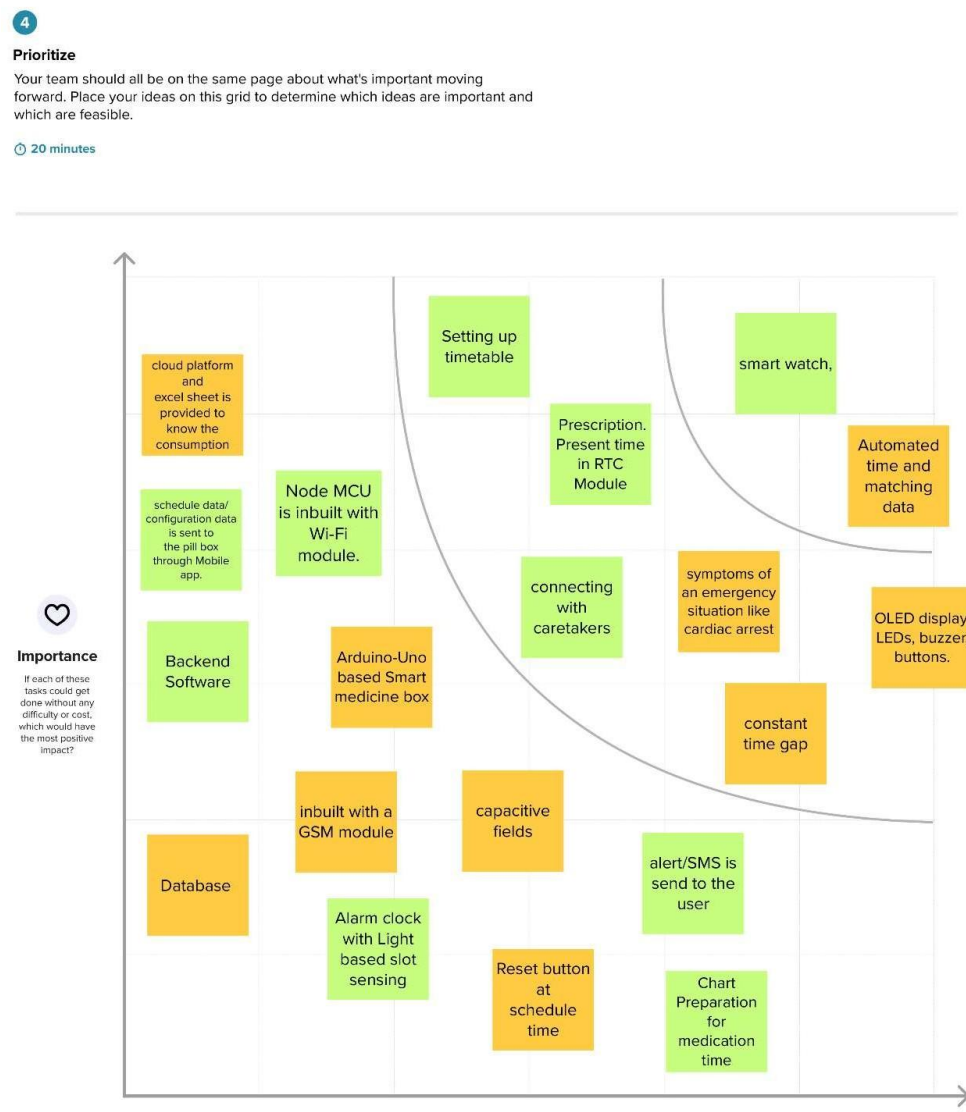 4
Prioritize
Your team should all be on the same page about what's important moving
forward. Place your ideas on this grid to determine which ideas are important and
which are feasible.
20 minutes
Setting up
timetable
smart watch,
cloud platform
and
excel sheet is
provided to
know the
consumption
Prescription.
Present time
in RTC
Module
Automated
time and
matching
data
Node MCU
is inbuilt with
Wi-Fi
module.
schedule data/
configuration data
is sent to
the pill box
through Mobile
app.
connecting
with
caretakers
symptoms of
an emergency
situation like
cardiac arrest
OLED display
LEDs, buzzer
buttons.
Importance
If each of these
tasks could get
done without any
difficulty or cost,
which would have
the most positive
impact?
Backend
Software
Arduino-Uno
based Smart
medicine box
constant
time gap
inbuilt with a
GSM module
capacitive
fields
Database
alert/SMS is
send to the
user
Alarm clock
with Light
based slot
sensing
Reset button
at
schedule
time
Chart
Preparation
for
medication
time